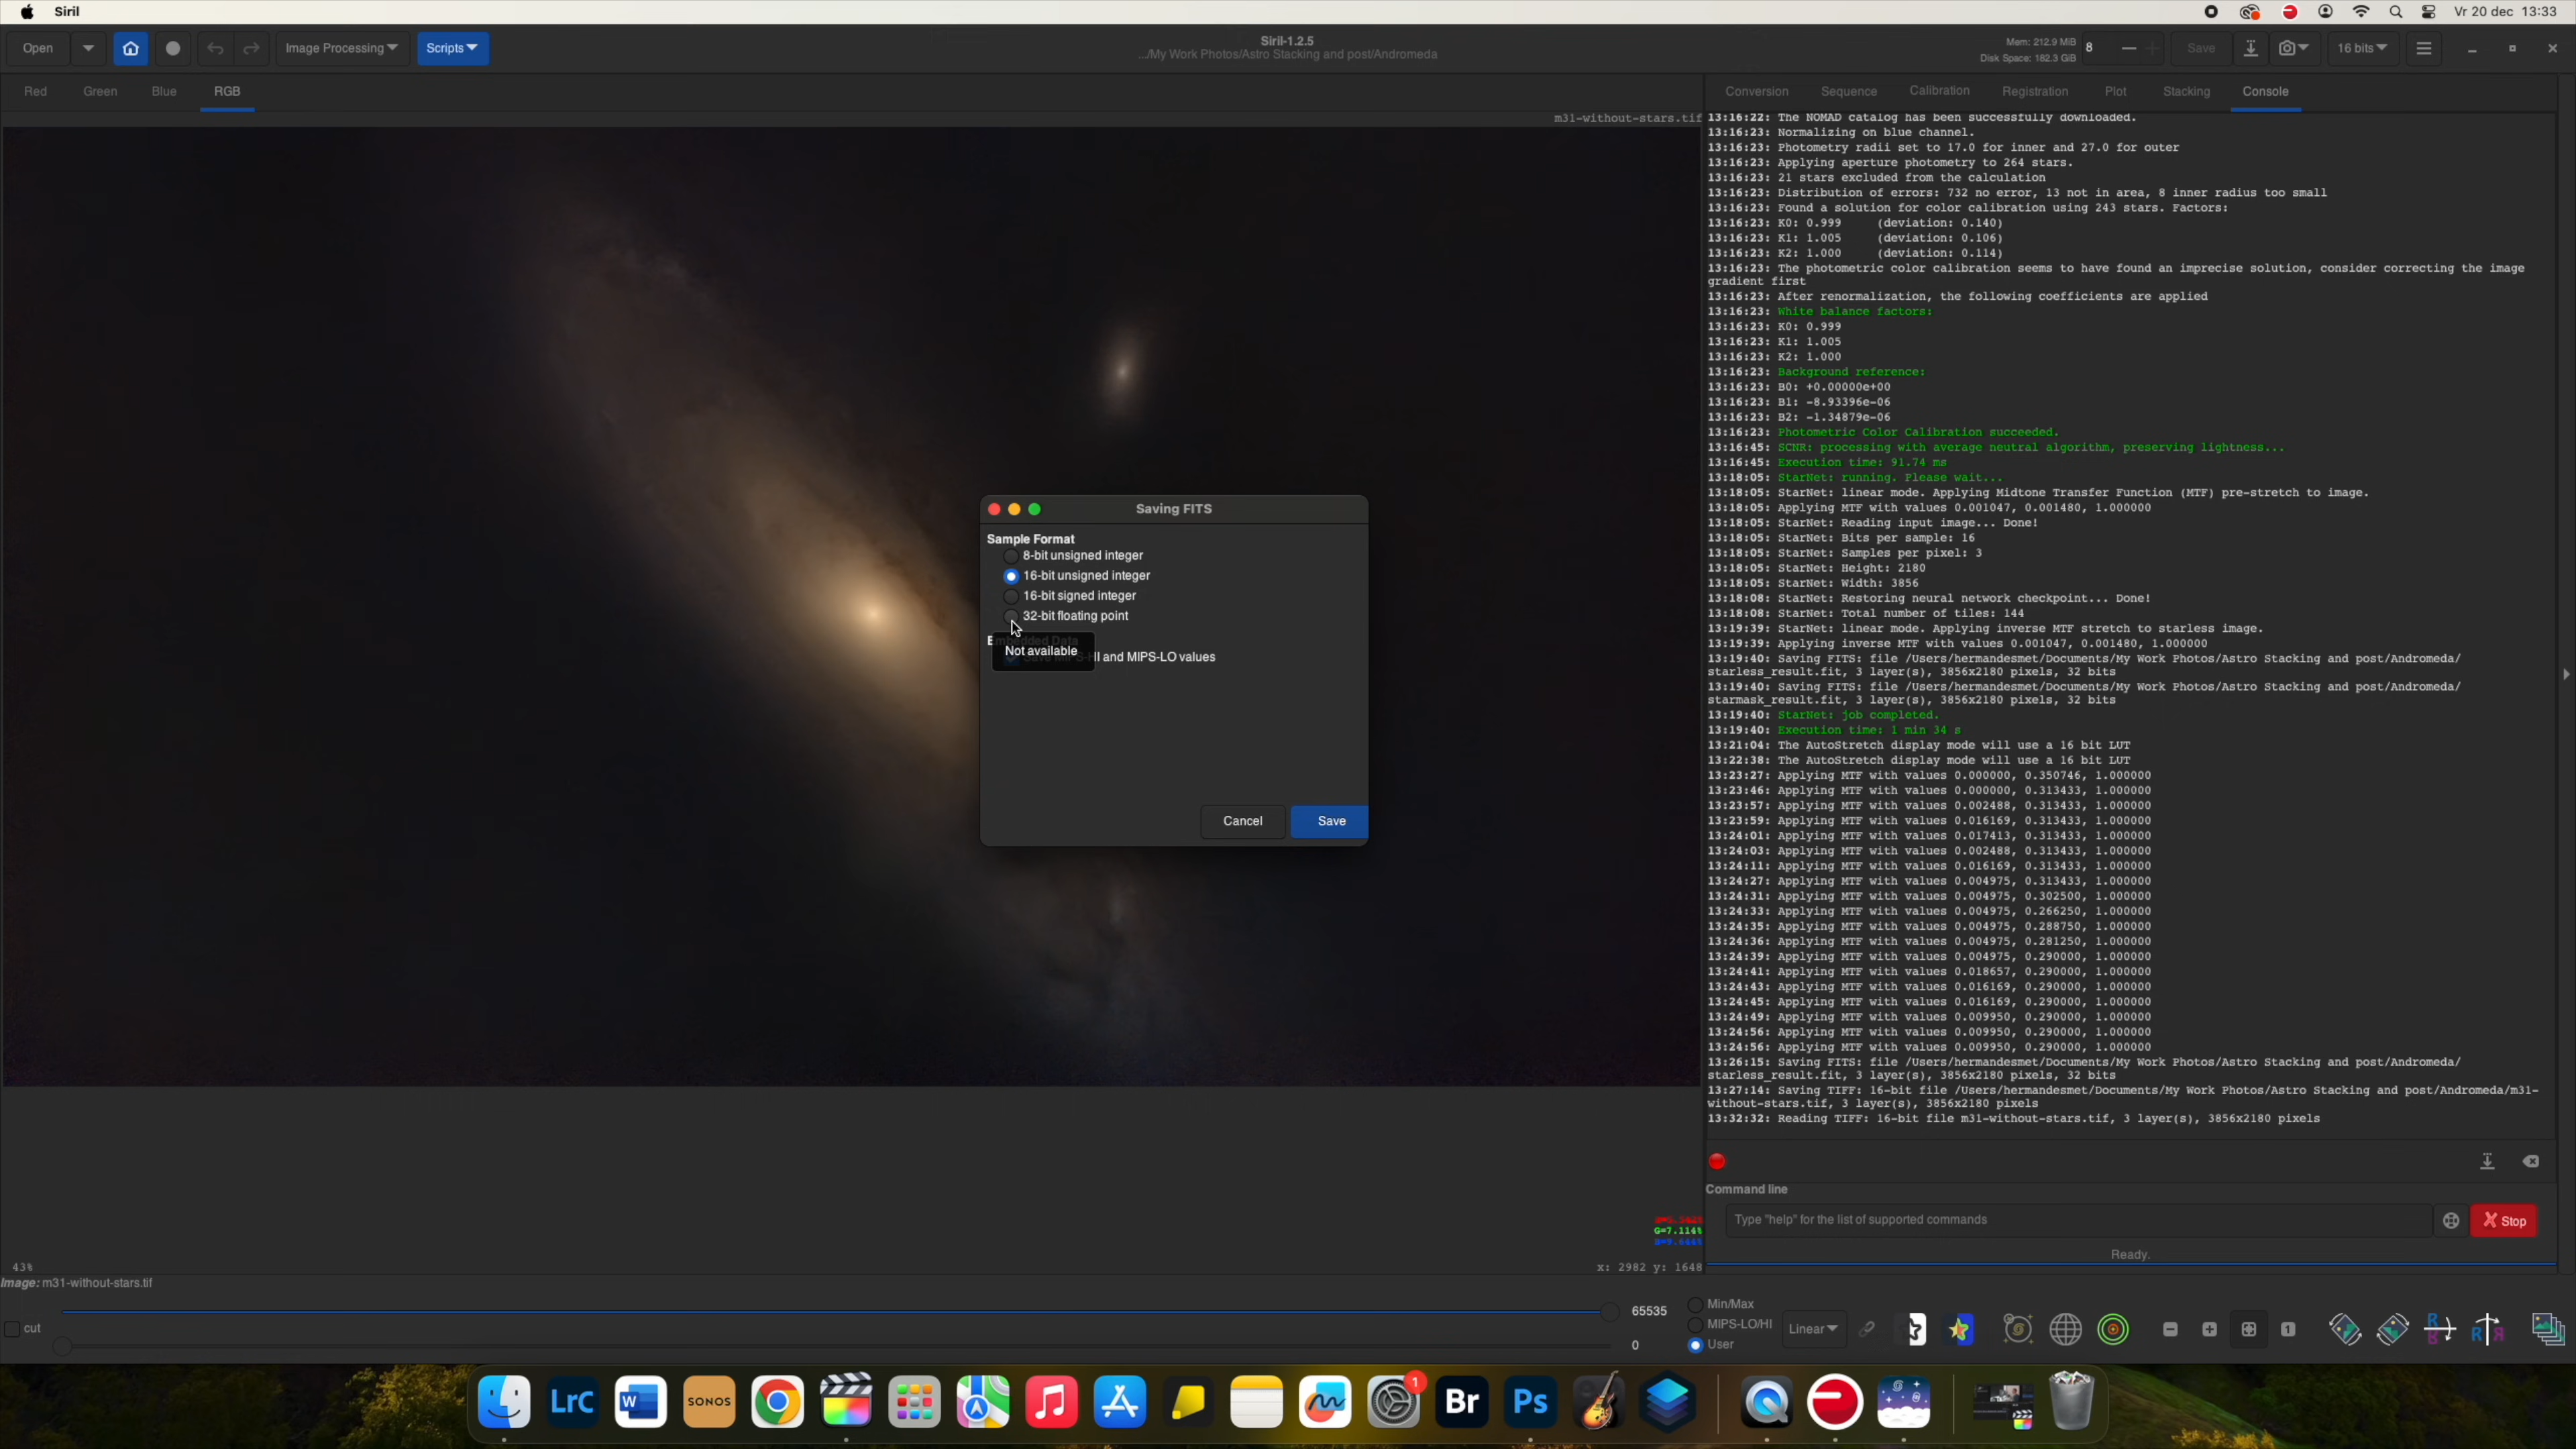 Siril
Vr 20 dec 13:33
Open
Image Processing
Scripts
Siril-1.2.5
.../My Work Photos/Astro Stacking and post/Andromeda
Mem: 212.9 MiB
Disk Space: 182.3 GiB
8
Save
16 bits
Red Green Blue RGB
Conversion Sequence Calibration Registration Plot Stacking Console
m31-without-stars.tif
13:16:22: The NOMAD catalog has been successfully downloaded.
13:16:23: Normalizing on blue channel.
13:16:23: Photometry radii set to 17.0 for inner and 27.0 for outer
13:16:23: Applying aperture photometry to 264 stars.
13:16:23: 21 stars excluded from the calculation
13:16:23: Distribution of errors: 732 no error, 13 not in area, 8 inner radius too small
13:16:23: Found a solution for color calibration using 243 stars. Factors:
13:16:23: K0: 0.999 (deviation: 0.140)
13:16:23: K1: 1.005 (deviation: 0.106)
13:16:23: K2: 1.000 (deviation: 0.114)
13:16:23: The photometric color calibration seems to have found an imprecise solution, consider correcting the image
gradient first
13:16:23: After renormalization, the following coefficients are applied
13:16:23: White balance factors:
13:16:23: K0: 0.999
13:16:23: K1: 1.005
13:16:23: K2: 1.000
13:16:23: Background reference:
13:16:23: B0: +0.00000e+00
13:16:23: B1: -8.93396e-06
13:16:23: B2: -1.34879e-06
13:16:23: Photometric Color Calibration succeeded.
13:16:45: SCNR: processing with average neutral algorithm, preserving lightness...
13:16:45: Execution time: 91.74 ms
13:18:05: StarNet: running. Please wait...
13:18:05: StarNet: linear mode. Applying Midtone Transfer Function (MTF) pre-stretch to image.
13:18:05: Applying MTF with values 0.001047, 0.001480, 1.000000
13:18:05: StarNet: Reading input image... Done!
13:18:05: StarNet: Bits per sample: 16
13:18:05: StarNet: Samples per pixel: 3
13:18:05: StarNet: Height: 2180
13:18:05: StarNet: Width: 3856
13:18:08: StarNet: Restoring neural network checkpoint... Done!
13:18:08: StarNet: Total number of tiles: 144
13:19:39: StarNet: linear mode. Applying inverse MTF stretch to starless image.
13:19:39: Applying inverse MTF with values 0.001047, 0.001480, 1.000000
13:19:40: Saving FITS: file /Users/hermandesmet/Documents/My Work Photos/Astro Stacking and post/Andromeda/
starless_result.fit, 3 layer(s), 3856x2180 pixels, 32 bits
13:19:40: Saving FITS: file /Users/hermandesmet/Documents/My Work Photos/Astro Stacking and post/Andromeda/
starmask_result.fit, 3 layer(s), 3856x2180 pixels, 32 bits
13:19:40: StarNet: job completed.
13:19:40: Execution time: 1 min 34 s
13:21:04: The AutoStretch display mode will use a 16 bit LUT
13:22:38: The AutoStretch display mode will use a 16 bit LUT
13:23:27: Applying MTF with values 0.000000, 0.350746, 1.000000
13:23:46: Applying MTF with values 0.000000, 0.313433, 1.000000
13:23:57: Applying MTF with values 0.002488, 0.313433, 1.000000
13:23:59: Applying MTF with values 0.016169, 0.313433, 1.000000
13:24:01: Applying MTF with values 0.017413, 0.313433, 1.000000
13:24:03: Applying MTF with values 0.002488, 0.313433, 1.000000
13:24:11: Applying MTF with values 0.016169, 0.313433, 1.000000
13:24:27: Applying MTF with values 0.004975, 0.313433, 1.000000
13:24:31: Applying MTF with values 0.004975, 0.302500, 1.000000
13:24:33: Applying MTF with values 0.004975, 0.266250, 1.000000
13:24:35: Applying MTF with values 0.004975, 0.288750, 1.000000
13:24:36: Applying MTF with values 0.004975, 0.281250, 1.000000
13:24:39: Applying MTF with values 0.004975, 0.290000, 1.000000
13:24:41: Applying MTF with values 0.018657, 0.290000, 1.000000
13:24:43: Applying MTF with values 0.016169, 0.290000, 1.000000
13:24:45: Applying MTF with values 0.016169, 0.290000, 1.000000
13:24:49: Applying MTF with values 0.009950, 0.290000, 1.000000
13:24:56: Applying MTF with values 0.009950, 0.290000, 1.000000
13:24:56: Applying MTF with values 0.009950, 0.290000, 1.000000
13:26:15: Saving FITS: file /Users/hermandesmet/Documents/My Work Photos/Astro Stacking and post/Andromeda/
starless_result.fit, 3 layer(s), 3856x2180 pixels, 32 bits
13:27:14: Saving TIFF: 16-bit file /Users/hermandesmet/Documents/My Work Photos/Astro Stacking and post/Andromeda/m31-
without-stars.tif, 3 layer(s), 3856x2180 pixels
13:32:32: Reading TIFF: 16-bit file m31-without-stars.tif, 3 layer(s), 3856x2180 pixels
Saving FITS
Sample Format
8-bit unsigned integer
16-bit unsigned integer
16-bit signed integer
32-bit floating point
Embedded Data
Not available
HI and MIPS-LO values
Cancel
Save
Command line
Type "help" for the list of supported commands
Stop
Ready.
G=7.114%
43%
x: 2982 y: 1648
Image: m31-without-stars.tif
cut
65535
0
Min/Max
MIPS-LO/HI
User
Linear
R
R
R R
1
LrC
W
SONOS
1
Br
Ps